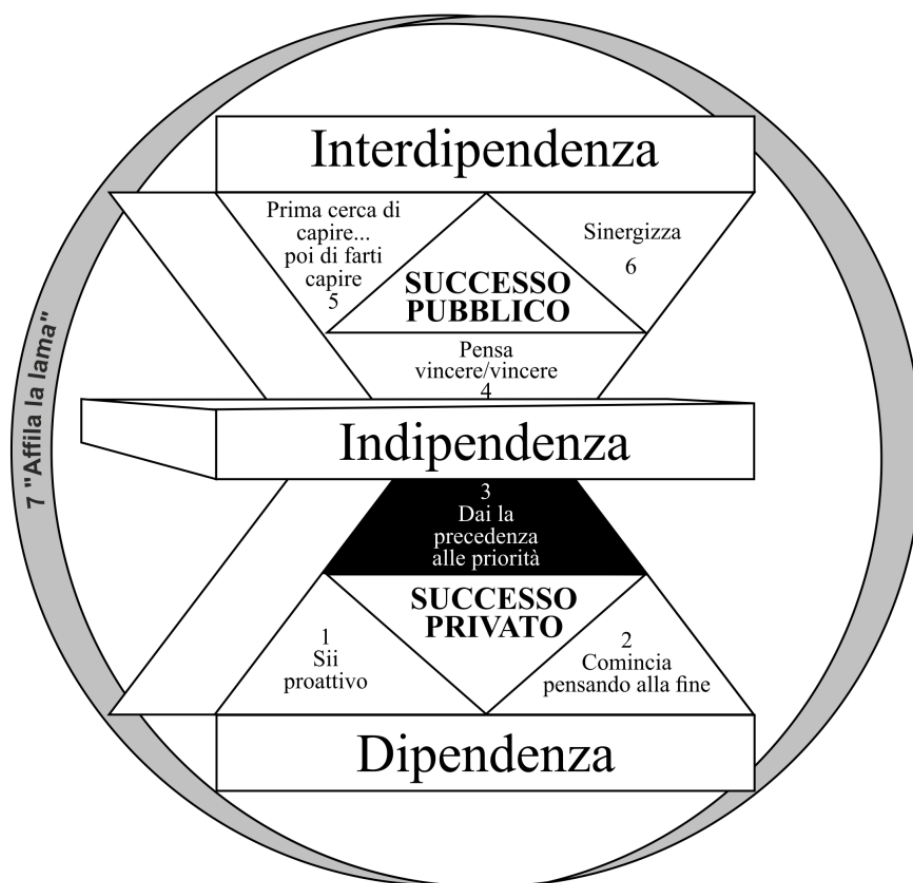 Interdipendenza
Prima cerca di
capire...
poi di farti
capire
5
Sinergizza
6
SUCCESSO
PUBBLICO
Pensa
vincere/vincere
4
Indipendenza
3
Dai la
precedenza
alle priorità
SUCCESSO
PRIVATO
1
Sii
proattivo
2
Comincia
pensando alla fine
Dipendenza
7 "Affila la lama"